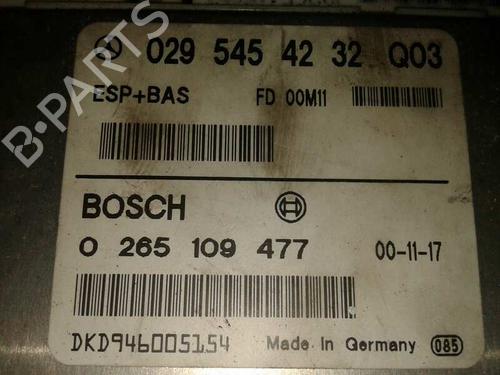 029 545 42 32 Q03
ESP+BAS FD 00M11
BOSCH
0 265 109 477 00-11-17
DKD946005154 Made In Germany 085
B-PARTS